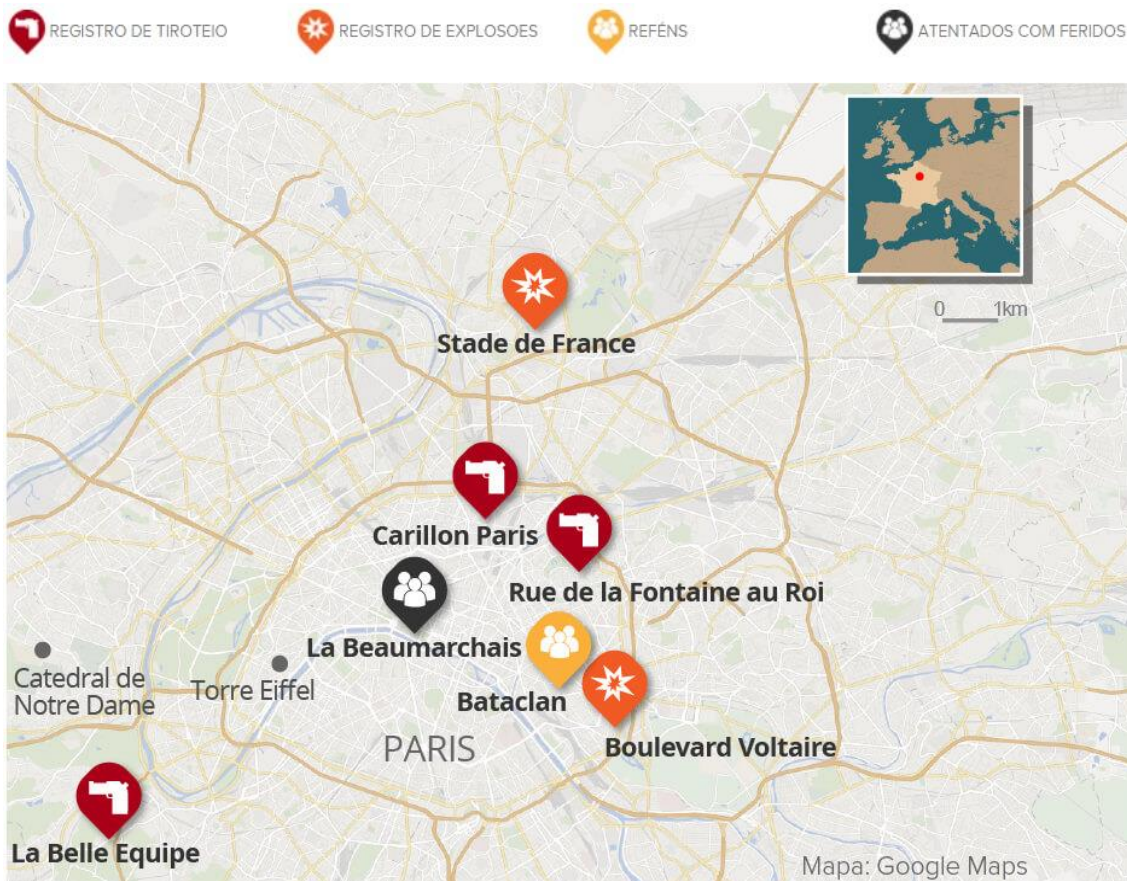 REGISTRO DE TIROTEIO
REGISTRO DE EXPLOSOES
REFÉNS
ATENTADOS COM FERIDOS
0 1km
Stade de France
Carillon Paris
Rue de la Fontaine au Roi
La Beaumarchais
Catedral de
Notre Dame
Torre Eiffel
Bataclan
PARIS
Boulevard Voltaire
La Belle Equipe
Mapa: Google Maps